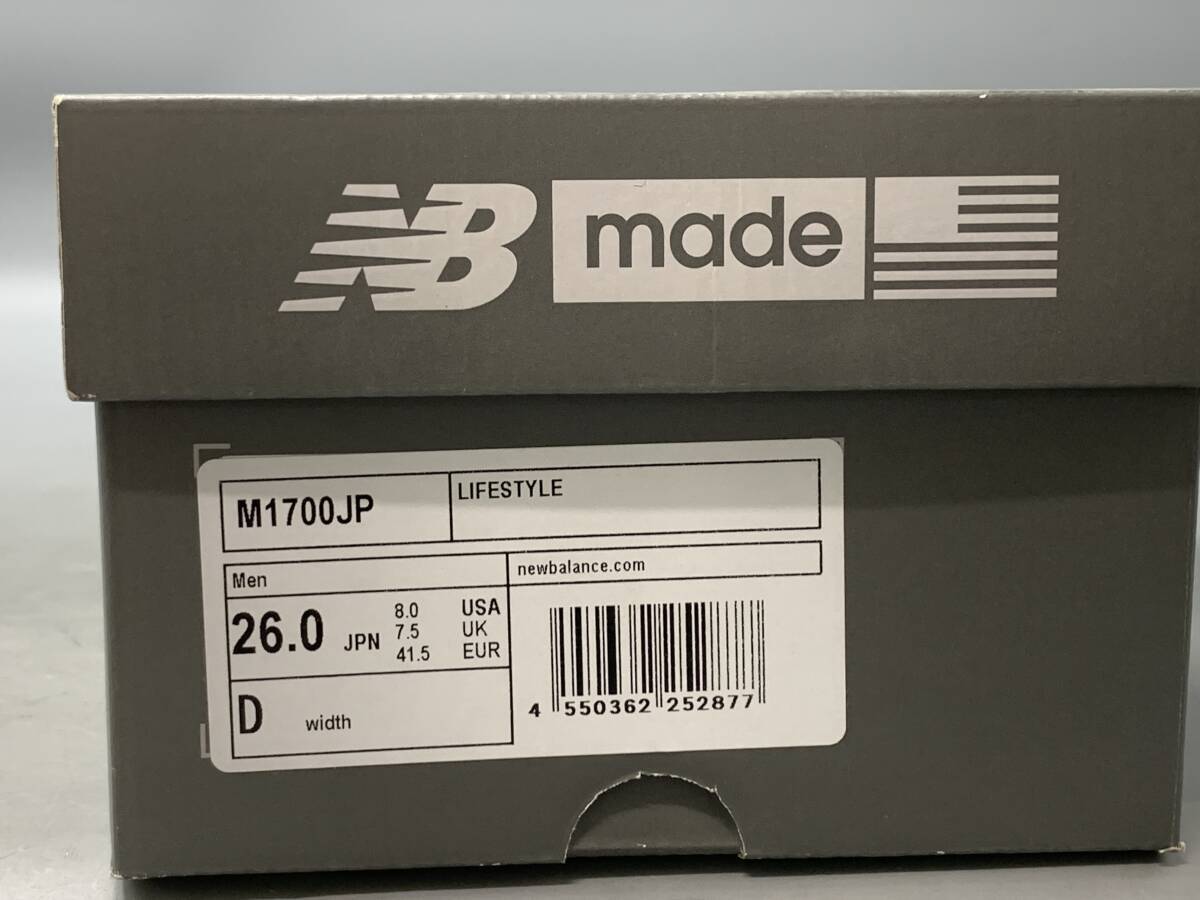 NB made
M1700JP
LIFESTYLE
Men
newbalance.com
26.0 JPN
8.0 USA
7.5 UK
41.5 EUR
D width
4 550362 252877